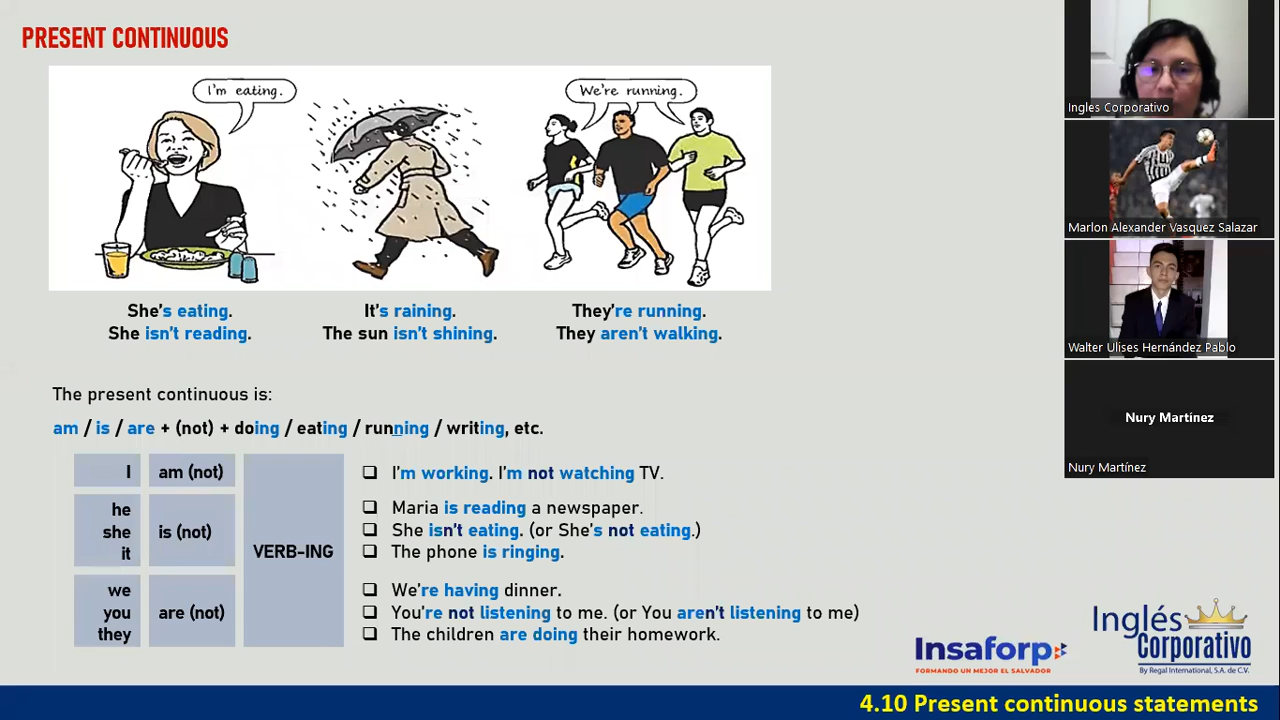 PRESENT CONTINUOUS
I'm eating.
We're running.
She's eating.
She isn't reading.
It's raining.
The sun isn't shining.
They're running.
They aren't walking.
The present continuous is:
am / is / are + (not) + doing / eating / running / writing, etc.
I
am (not)
he
she
it
is (not)
we
you
they
are (not)
VERB-ING
I'm working. I'm not watching TV.
Maria is reading a newspaper.
She isn't eating. (or She's not eating.)
The phone is ringing.
We're having dinner.
You're not listening to me. (or You aren't listening to me)
The children are doing their homework.
Insaforp
FORMANDO UN MEJOR EL SALVADOR
Inglés
Corporativo
By Regal International, S.A. de C.V.
4.10 Present continuous statements
Ingles Corporativo
Marlon Alexander Vasquez Salazar
Walter Ulises Hernández Pablo
Nury Martínez
Nury Martínez